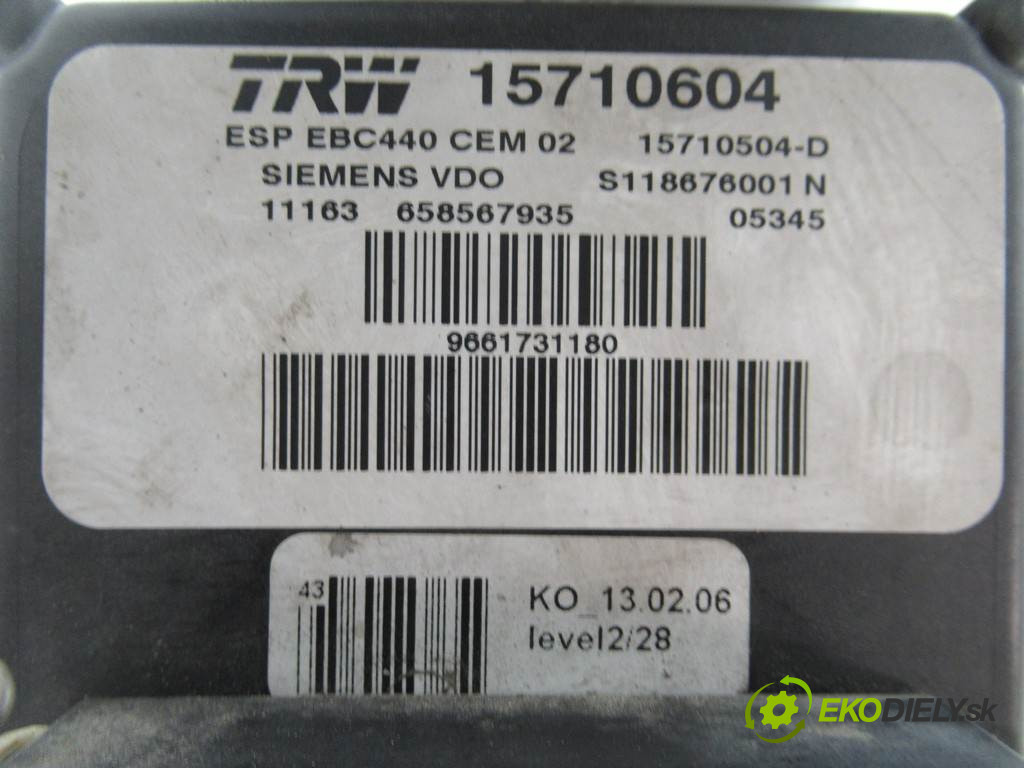 TRW 15710604
ESP EBC440 CEM 02 15710504-D
SIEMENS VDO S118676001 N
11163 658567935 05345
9661731180
43
KO_13.02.06
level2/28
EKODIELY.sk